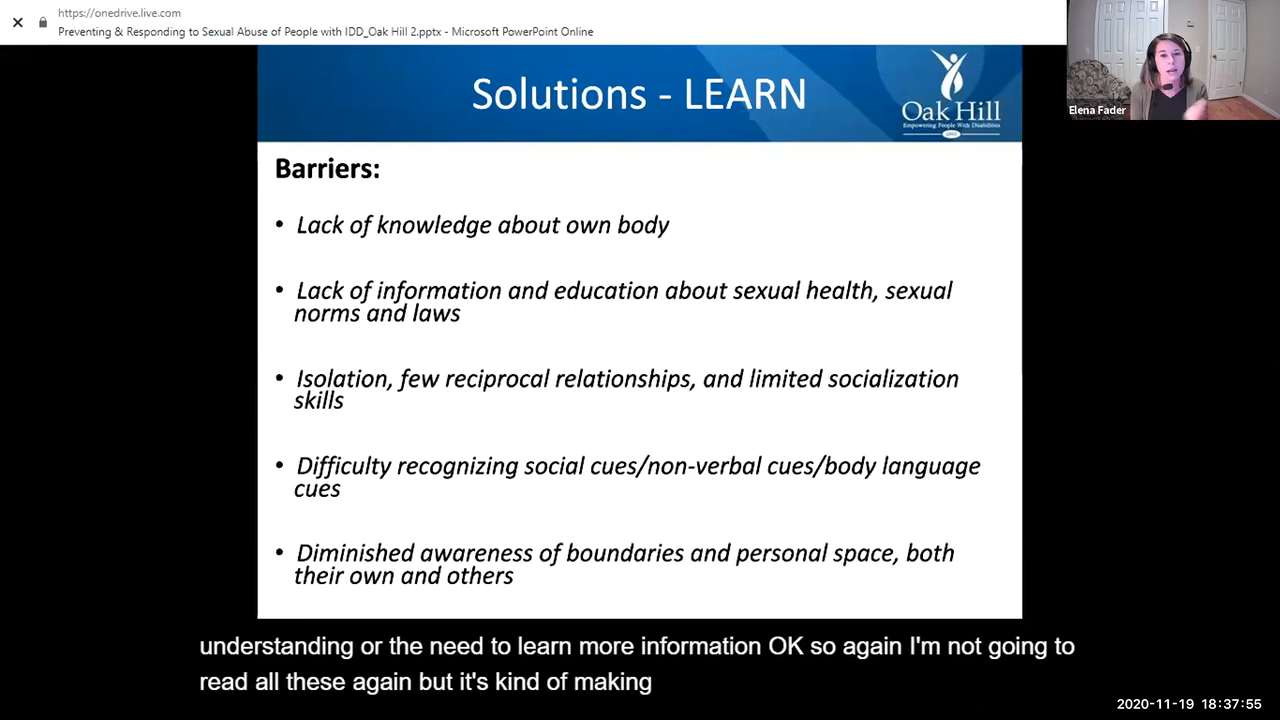 https://onedrive.live.com
Preventing & Responding to Sexual Abuse of People with IDD_Oak Hill 2.pptx - Microsoft PowerPoint Online
Elena Fader
Solutions - LEARN
Oak Hill
Empowering People With Disabilities
Barriers:
• Lack of knowledge about own body
• Lack of information and education about sexual health, sexual
norms and laws
• Isolation, few reciprocal relationships, and limited socialization
skills
• Difficulty recognizing social cues/non-verbal cues/body language
cues
• Diminished awareness of boundaries and personal space, both
their own and others
understanding or the need to learn more information OK so again I'm not going to
read all these again but it's kind of making
2020-11-19 18:37:55